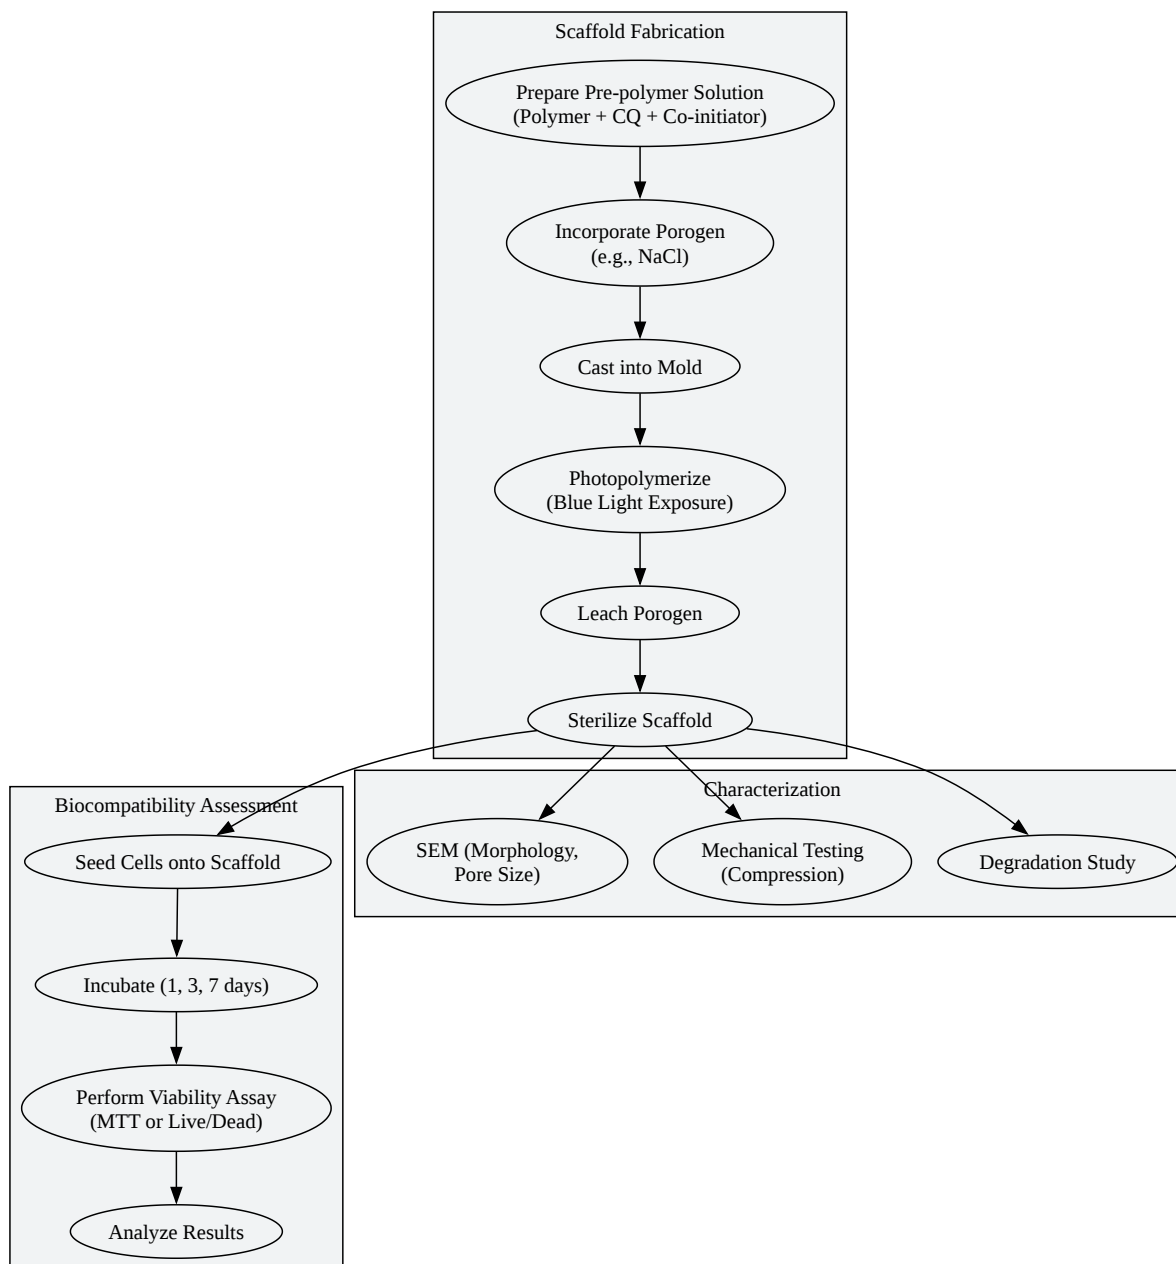 Scaffold Fabrication
Prepare Pre-polymer Solution
(Polymer + CQ + Co-initiator)
Incorporate Porogen
(e.g., NaCl)
Cast into Mold
Photopolymerize
(Blue Light Exposure)
Leach Porogen
Sterilize Scaffold
Biocompatibility Assessment
Seed Cells onto Scaffold
Incubate (1, 3, 7 days)
Perform Viability Assay
(MTT or Live/Dead)
Analyze Results
Characterization
SEM (Morphology,
Pore Size)
Mechanical Testing
(Compression)
Degradation Study